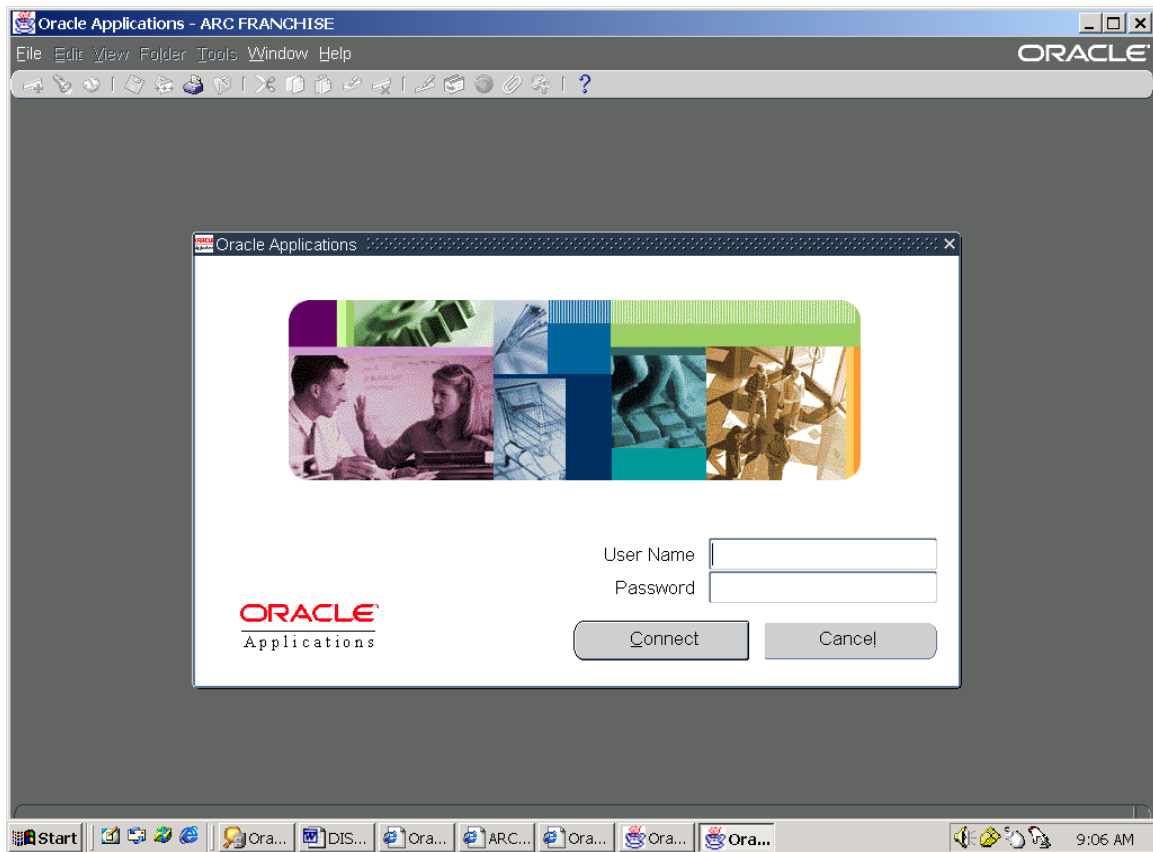 Oracle Applications - ARC FRANCHISE
File Edit View Folder Tools Window Help
ORACLE
?
Oracle Applications
User Name
Password
ORACLE
Applications
Connect Cancel
Start Ora... DIS... Ora... ARC... Ora... Ora... Ora... 9:06 AM